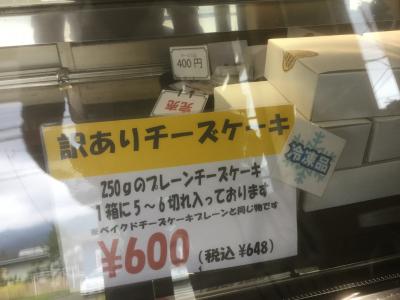 400円
完売
訳ありチーズケーキ
250gのプレーンチーズケーキ
1箱に5~6切れ入っております
※ベイクドチーズケーキプレーンと同じ物です
¥600(税込¥648)
冷凍品